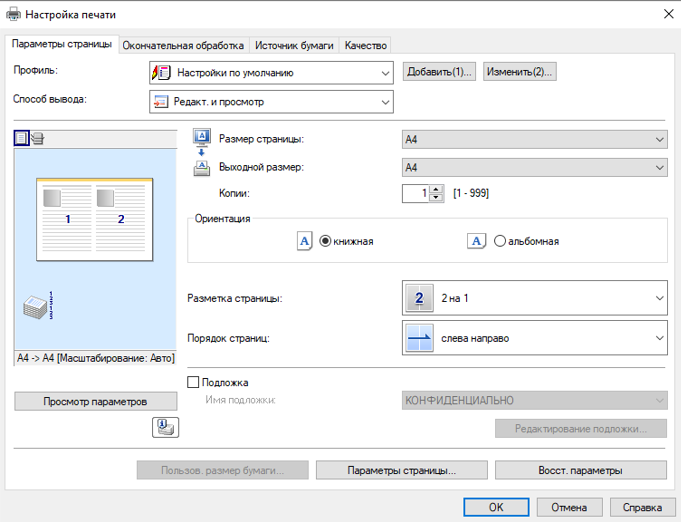 Настройка печати
Параметры страницы Окончательная обработка Источник бумаги Качество
Профиль: Настройки по умолчанию Добавить(1)... Изменить(2)...
Способ вывода: Редакт. и просмотр
Размер страницы: A4
Выходной размер: A4
Копии: 1 [1 - 999]
Ориентация
A книжная A альбомная
1 2
Разметка страницы: 2 2 на 1
Порядок страниц: слева направо
A4 -> A4 [Масштабирование: Авто]
Подложка
Имя подложки: КОНФИДЕНЦИАЛЬНО
Просмотр параметров
Редактирование подложки...
Пользов. размер бумаги... Параметры страницы... Восст. параметры
OK Отмена Справка